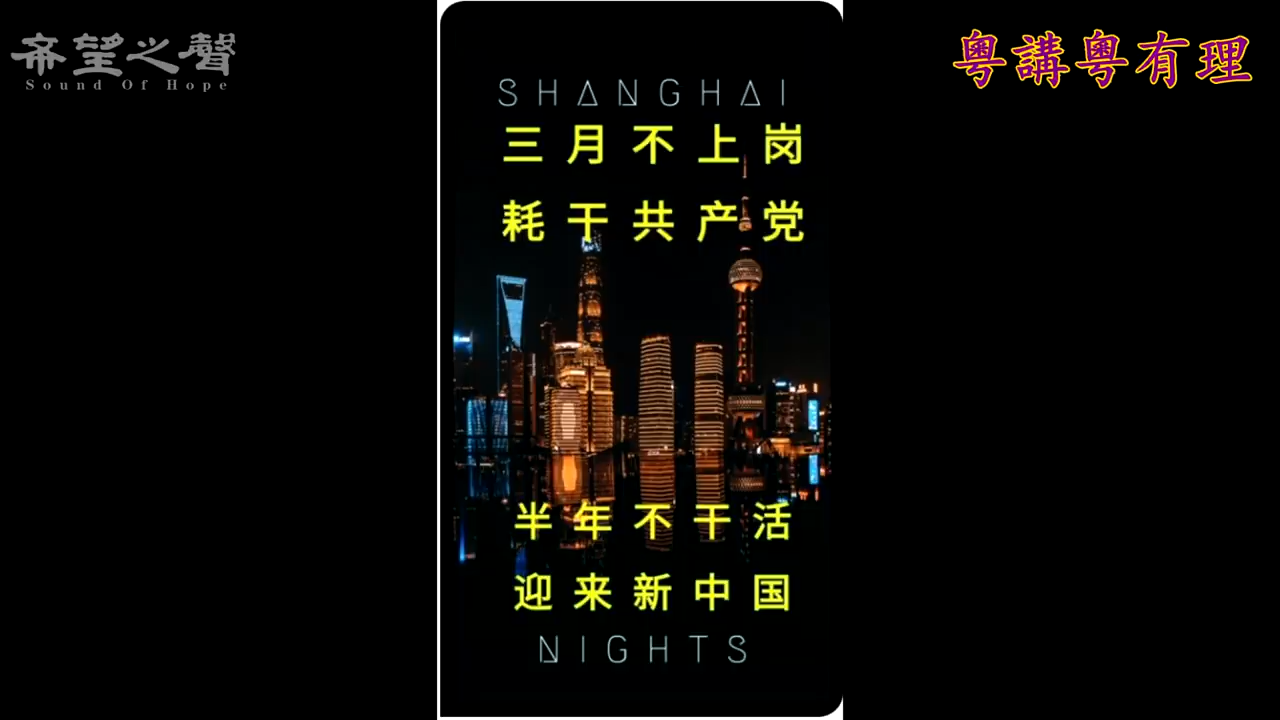 希望之聲
Sound Of Hope
粵講粵有理
SHANGHAI
三月不上岗
耗干共产党
半年不干活
迎来新中国
NIGHTS